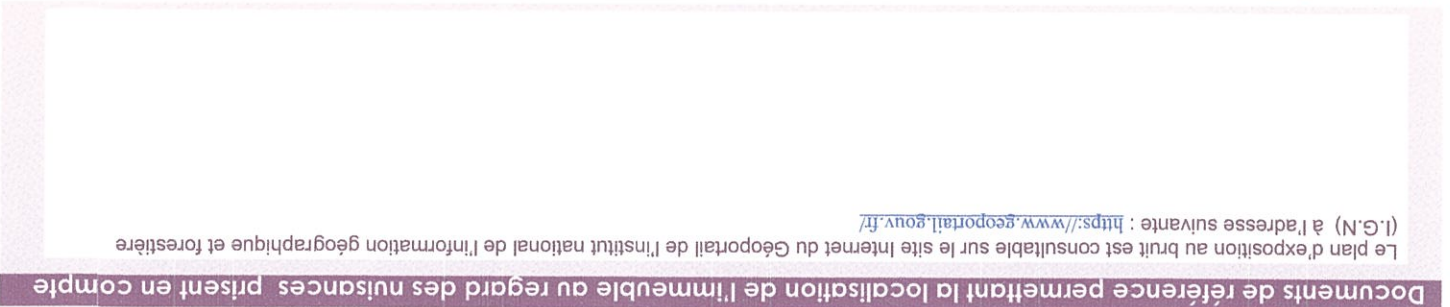 Documents de référence permettant la localisation de l'immeuble au regard des nuisances prisent en compte
Le plan d'exposition au bruit est consultable sur le site Internet du Géoportail de l'institut national de l'information géographique et forestière
(I.G.N) à l'adresse suivante : https://www.geoportail.gouv.fr/